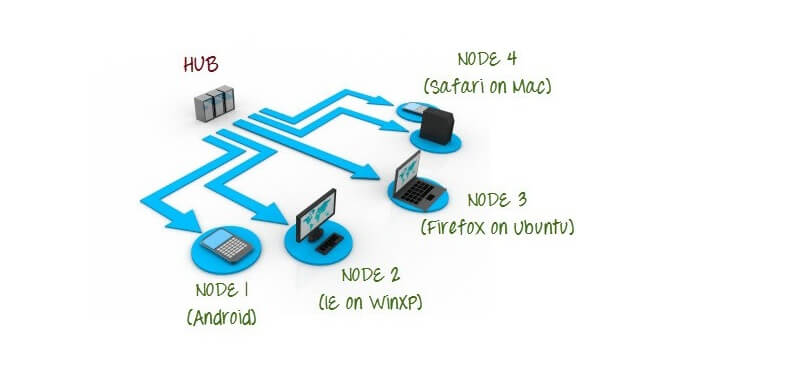 HUB
NODE 4
(Safari on Mac)
NODE 3
(Firefox on Ubuntu)
NODE 2
(IE on WinXP)
NODE 1
(Android)